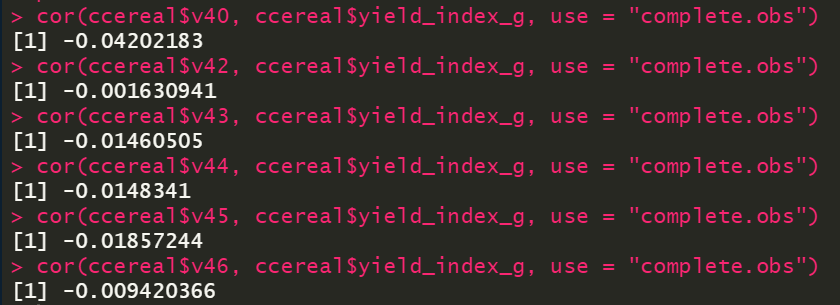 > cor(ccereal$v40, ccereal$yield_index_g, use = "complete.obs")
[1] -0.04202183
> cor(ccereal$v42, ccereal$yield_index_g, use = "complete.obs")
[1] -0.001630941
> cor(ccereal$v43, ccereal$yield_index_g, use = "complete.obs")
[1] -0.01460505
> cor(ccereal$v44, ccereal$yield_index_g, use = "complete.obs")
[1] -0.0148341
> cor(ccereal$v45, ccereal$yield_index_g, use = "complete.obs")
[1] -0.01857244
> cor(ccereal$v46, ccereal$yield_index_g, use = "complete.obs")
[1] -0.009420366